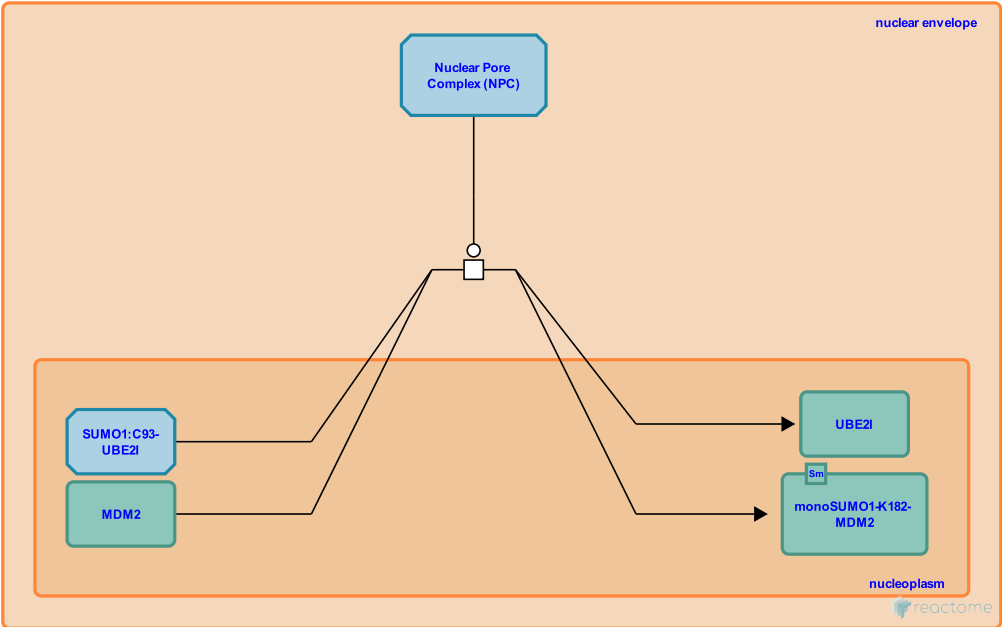 nuclear envelope
Nuclear Pore
Complex (NPC)
SUMO1:C93-
UBE2I
MDM2
UBE2I
Sm
monoSUMO1-K182-
MDM2
nucleoplasm
reactome